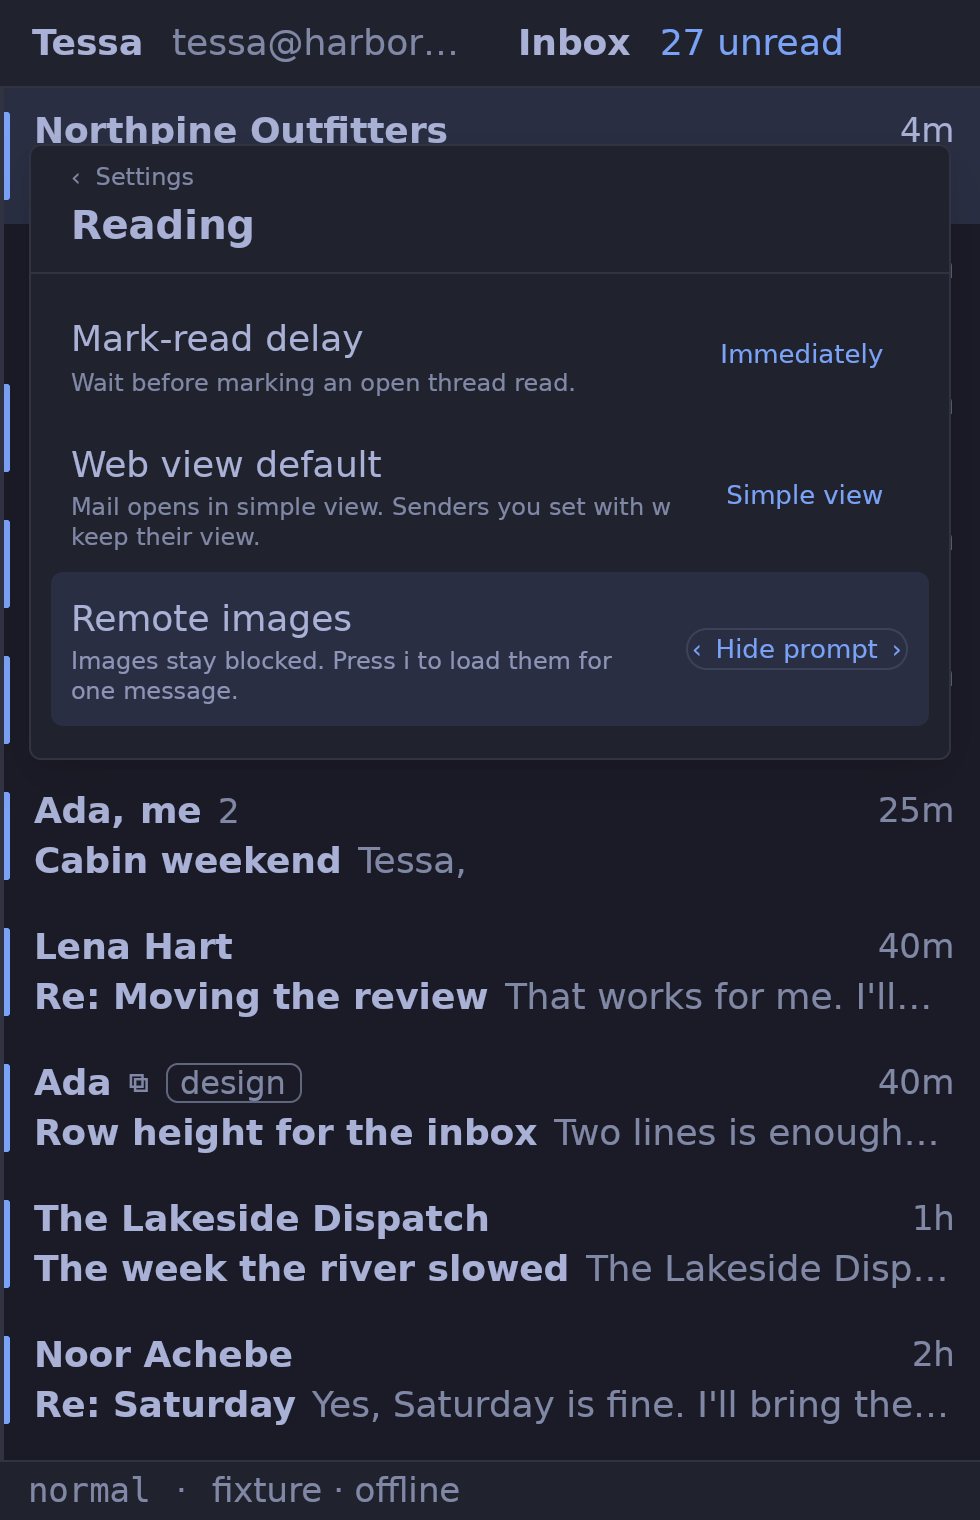 Tessa tessa@harbor… Inbox 27 unread
Northpine Outfitters 4m
‹ Settings
Reading
Mark-read delay
Immediately
Wait before marking an open thread read.
Web view default
Simple view
Mail opens in simple view. Senders you set with w
keep their view.
Remote images
‹ Hide prompt ›
Images stay blocked. Press i to load them for
one message.
Ada, me 2 25m
Cabin weekend Tessa,
Lena Hart 40m
Re: Moving the review That works for me. I'll…
Ada design 40m
Row height for the inbox Two lines is enough…
The Lakeside Dispatch 1h
The week the river slowed The Lakeside Disp…
Noor Achebe 2h
Re: Saturday Yes, Saturday is fine. I'll bring the…
normal · fixture · offline